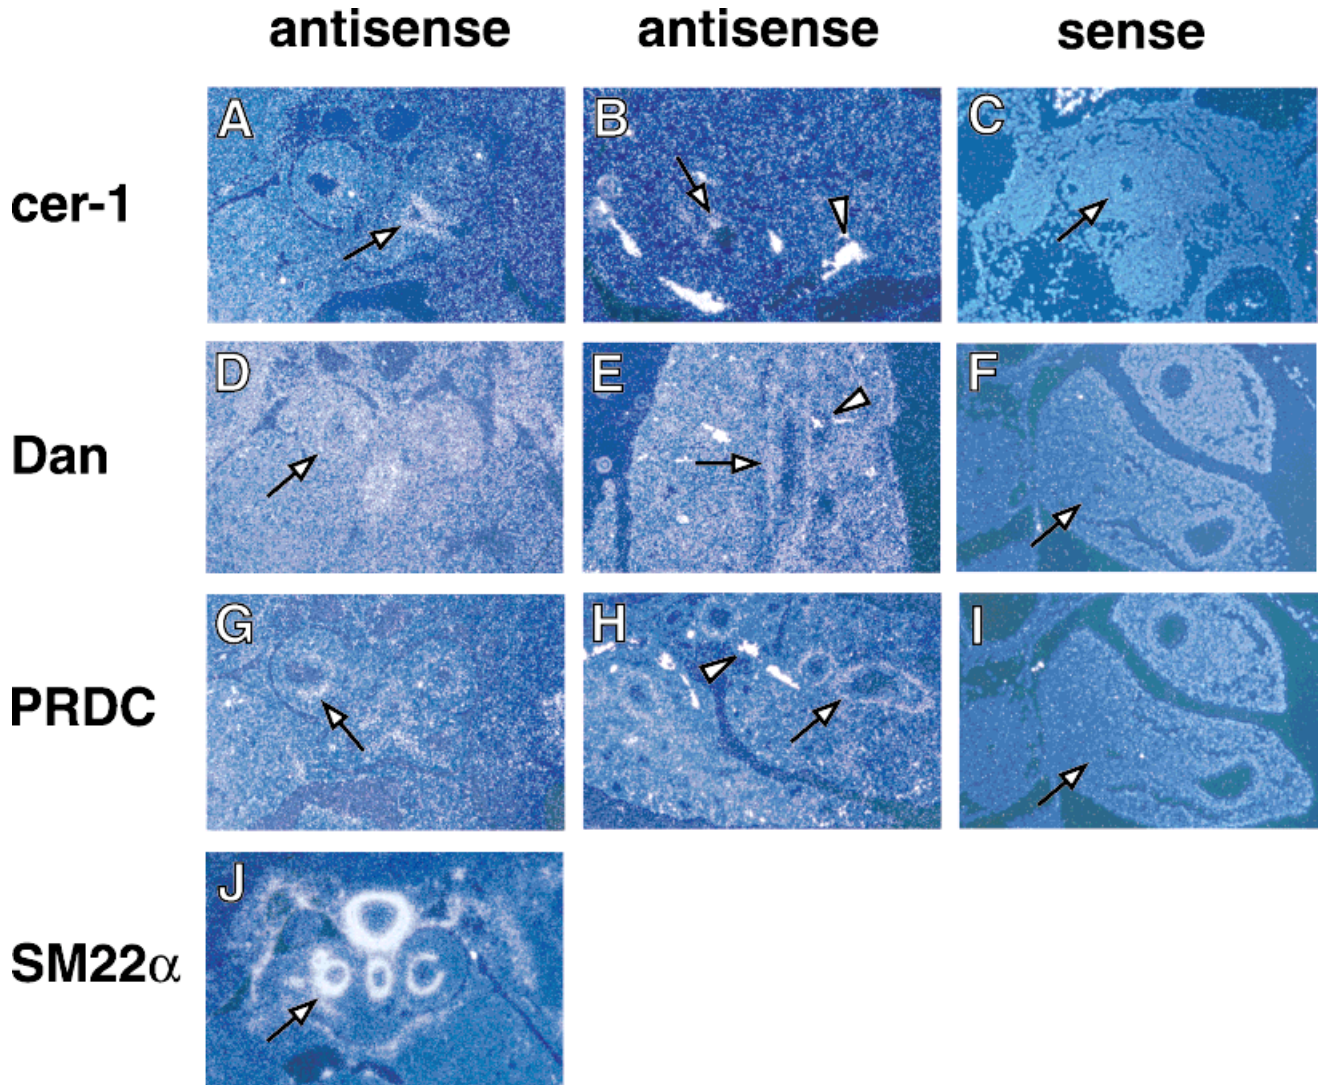 antisense antisense sense
cer-1 A B C
Dan D E F
PRDC G H I
SM22α J